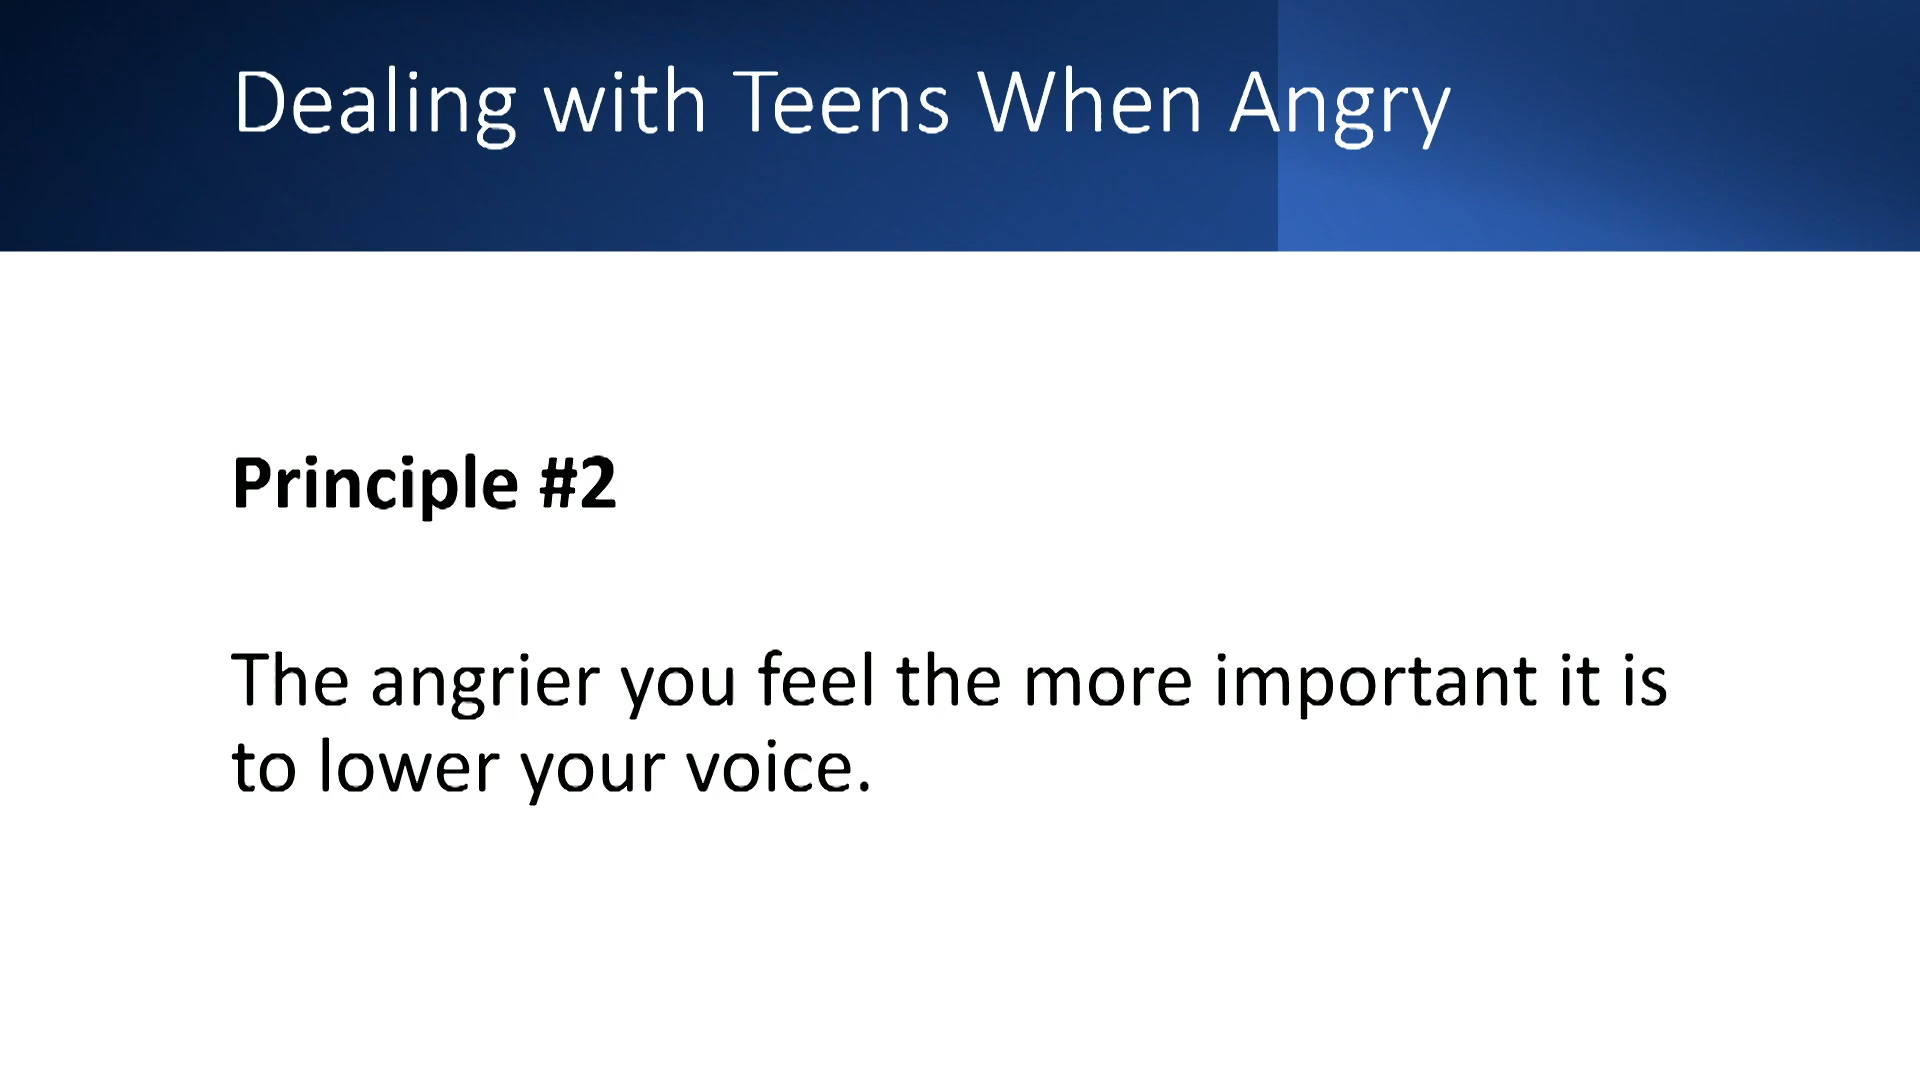 Dealing with Teens When Angry
Principle #2
The angrier you feel the more important it is
to lower your voice.